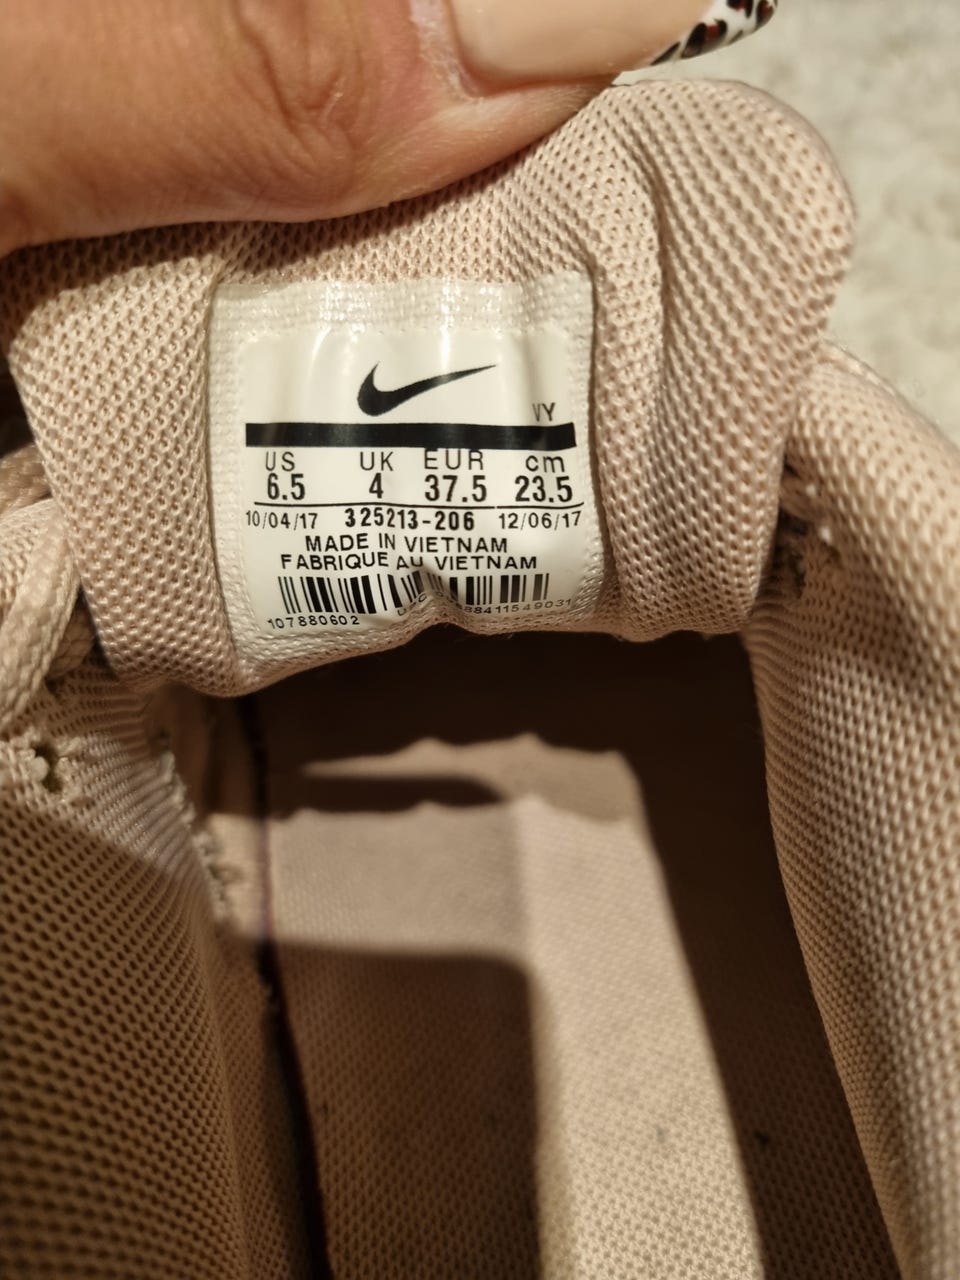 VY
US UK EUR cm
6.5 4 37.5 23.5
10/04/17 325213-206 12/06/17
MADE IN VIETNAM
FABRIQUE AU VIETNAM
107880602